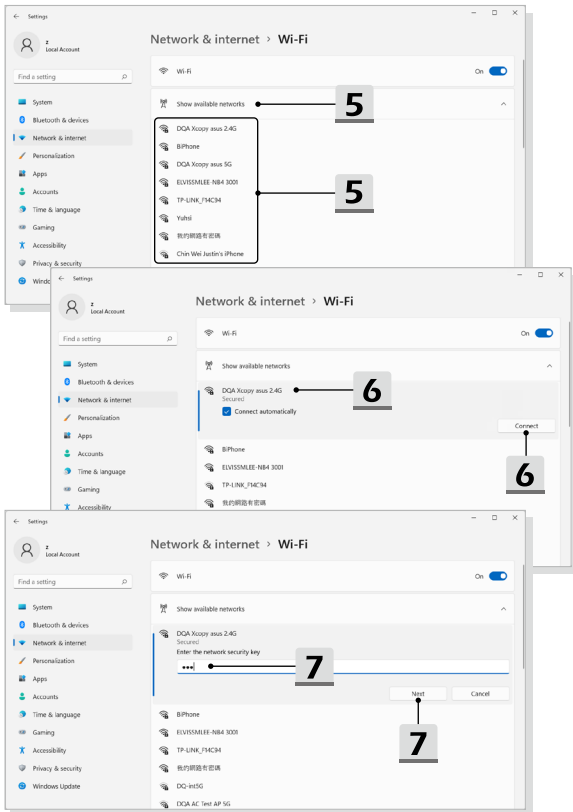 Settings
z
Local Account
Find a setting
System
Bluetooth & devices
Network & internet
Personalization
Apps
Accounts
Time & language
Gaming
Accessibility
Privacy & security
Windo
Network & internet > Wi-Fi
Wi-Fi
On
Show available networks
5
DQA Xcopy asus 2.4G
BiPhone
DQA Xcopy asus 5G
ELVISSMLEE-NB4 3001
TP-LINK_F14C94
Yuhsi
我的網路有密碼
Chin Wei Justin's iPhone
5
Settings
z
Local Account
Find a setting
System
Bluetooth & devices
Network & internet
Personalization
Apps
Accounts
Time & language
Gaming
Accessibility
Network & internet > Wi-Fi
Wi-Fi
On
Show available networks
DQA Xcopy asus 2.4G
Secured
Connect automatically
6
Connect
6
BiPhone
ELVISSMLEE-NB4 3001
TP-LINK_F14C94
我的網路有密碼
Settings
z
Local Account
Find a setting
System
Bluetooth & devices
Network & internet
Personalization
Apps
Accounts
Time & language
Gaming
Accessibility
Privacy & security
Windows Update
Network & internet > Wi-Fi
Wi-Fi
On
Show available networks
DQA Xcopy asus 2.4G
Secured
Enter the network security key
•••
7
Next
Cancel
7
BiPhone
ELVISSMLEE-NB4 3001
TP-LINK_F14C94
我的網路有密碼
DQ-int5G
DQA AC Test AP 5G